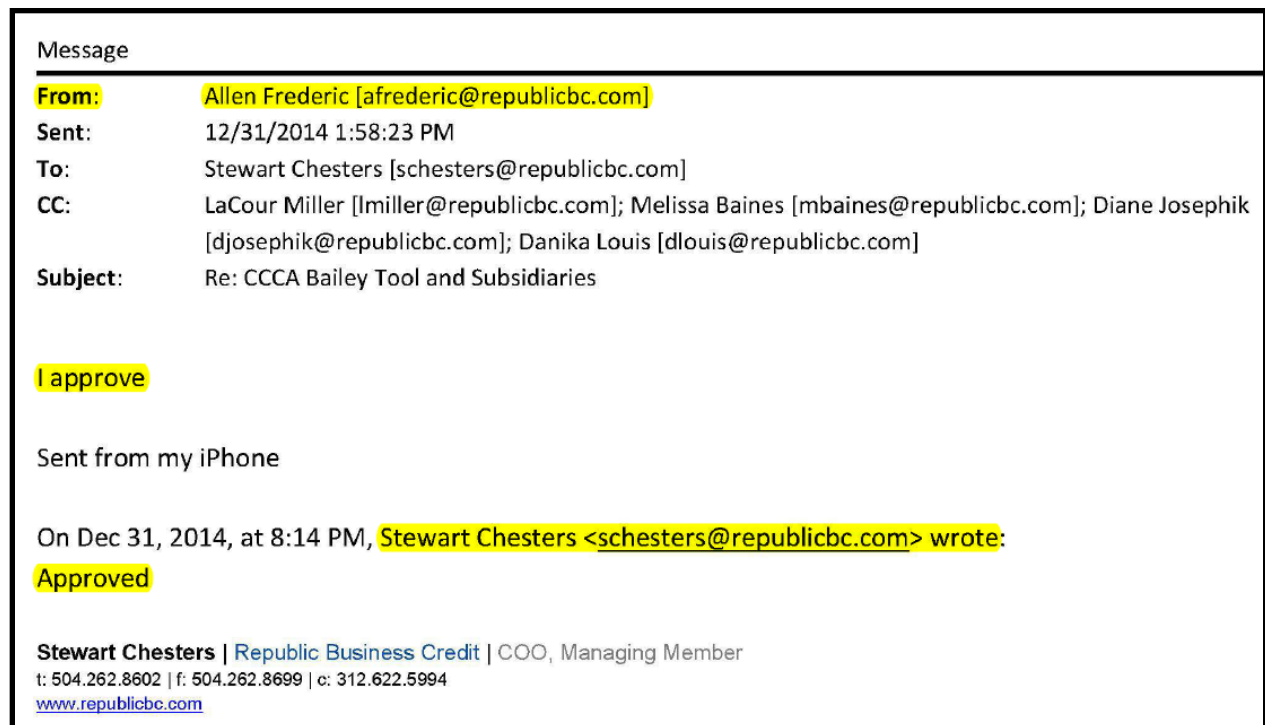 Message
From: Allen Frederic [afrederic@republicbc.com]
Sent: 12/31/2014 1:58:23 PM
To: Stewart Chesters [schesters@republicbc.com]
CC: LaCour Miller [lmiller@republicbc.com]; Melissa Baines [mbaines@republicbc.com]; Diane Josephik
[djosephik@republicbc.com]; Danika Louis [dlouis@republicbc.com]
Subject: Re: CCCA Bailey Tool and Subsidiaries
I approve
Sent from my iPhone
On Dec 31, 2014, at 8:14 PM, Stewart Chesters <schesters@republicbc.com> wrote:
Approved
Stewart Chesters | Republic Business Credit | COO, Managing Member
t: 504.262.8602 | f: 504.262.8699 | c: 312.622.5994
www.republicbc.com